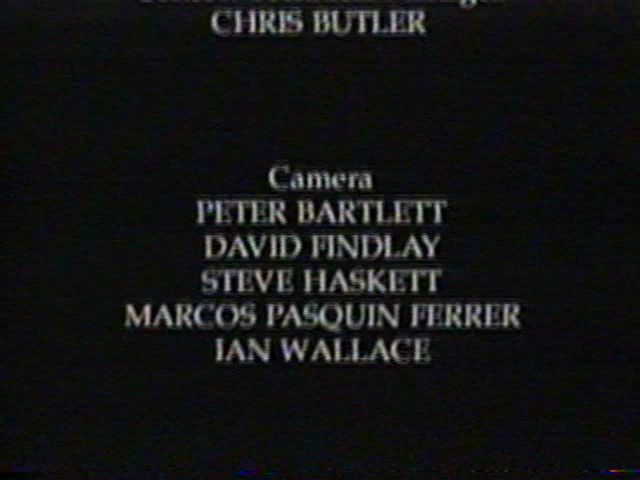 CHRIS BUTLER
Camera
PETER BARTLETT
DAVID FINDLAY
STEVE HASKETT
MARCOS PASQUIN FERRER
IAN WALLACE